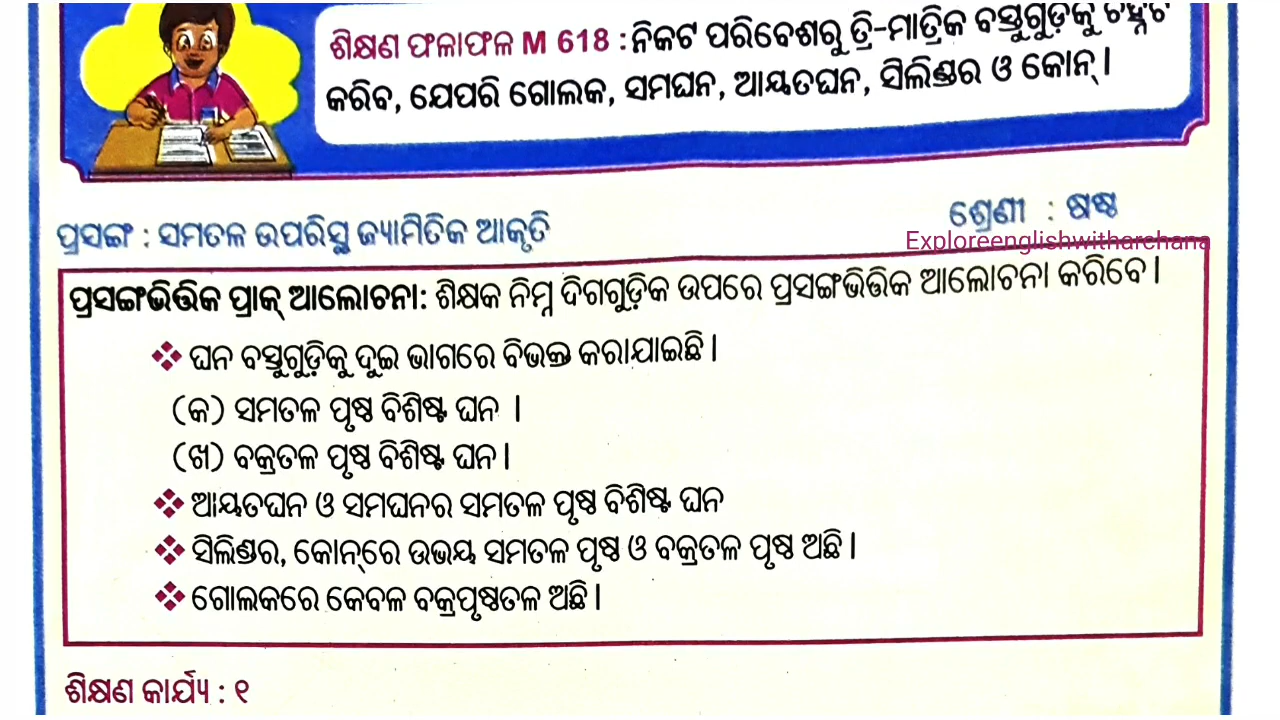 ଶିକ୍ଷଣ ଫଳାଫଳ M 618 : ନିକଟ ପରିବେଶରୁ ତ୍ରି-ମାତ୍ରିକ ବସ୍ତୁଗୁଡ଼ିକୁ ଚିହ୍ନଟ
କରିବ, ଯେପରି ଗୋଲକ, ସମଘନ, ଆୟତଘନ, ସିଲିଣ୍ଡର ଓ କୋନ୍ ।
ପ୍ରସଙ୍ଗ : ସମତଳ ଉପରିସ୍ଥ ଜ୍ୟାମିତିକ ଆକୃତି
ଶ୍ରେଣୀ : ଷଷ୍ଠ
Exploreenglishwitharchana
ପ୍ରସଙ୍ଗଭିତ୍ତିକ ପ୍ରାକ୍ ଆଲୋଚନା: ଶିକ୍ଷକ ନିମ୍ନ ଦିଗଗୁଡ଼ିକ ଉପରେ ପ୍ରସଙ୍ଗଭିତ୍ତିକ ଆଲୋଚନା କରିବେ ।
❖ ଘନ ବସ୍ତୁଗୁଡ଼ିକୁ ଦୁଇ ଭାଗରେ ବିଭକ୍ତ କରାଯାଇଛି ।
(କ) ସମତଳ ପୃଷ୍ଠ ବିଶିଷ୍ଟ ଘନ ।
(ଖ) ବକ୍ରତଳ ପୃଷ୍ଠ ବିଶିଷ୍ଟ ଘନ ।
❖ ଆୟତଘନ ଓ ସମଘନର ସମତଳ ପୃଷ୍ଠ ବିଶିଷ୍ଟ ଘନ
❖ ସିଲିଣ୍ଡର, କୋନ୍‌ରେ ଉଭୟ ସମତଳ ପୃଷ୍ଠ ଓ ବକ୍ରତଳ ପୃଷ୍ଠ ଅଛି ।
❖ ଗୋଲକରେ କେବଳ ବକ୍ରପୃଷ୍ଠତଳ ଅଛି ।
ଶିକ୍ଷଣ କାର୍ଯ୍ୟ : ୧